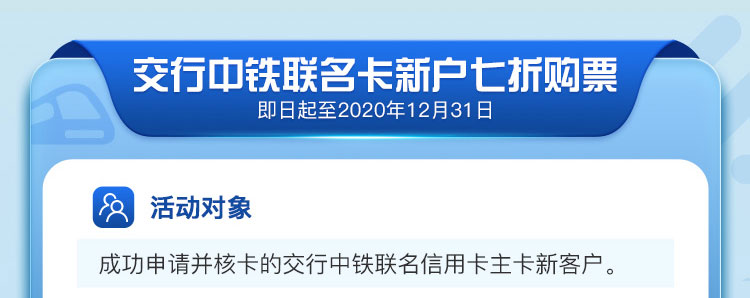 交行中铁联名卡新户七折购票
即日起至2020年12月31日
活动对象
成功申请并核卡的交行中铁联名信用卡主卡新客户。